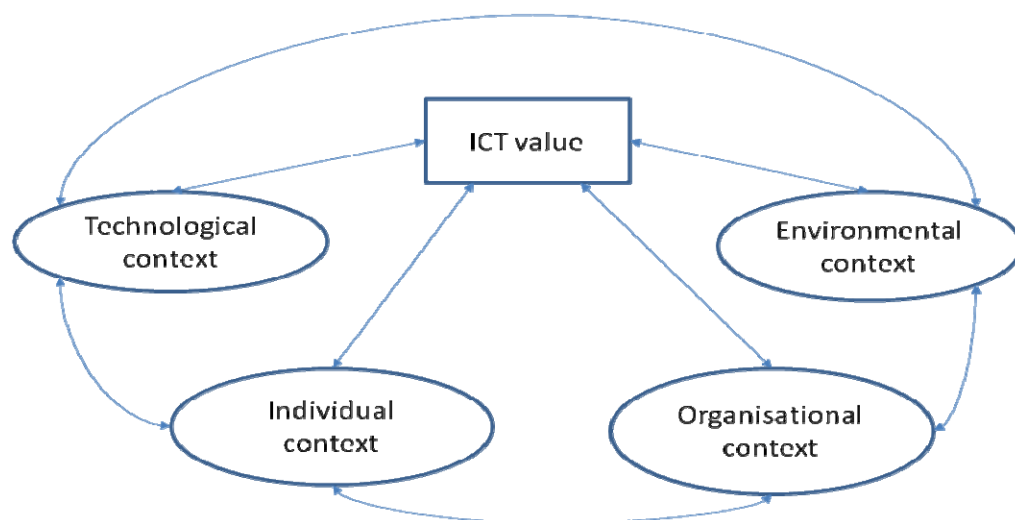 ICT value
Technological
context
Environmental
context
Individual
context
Organisational
context